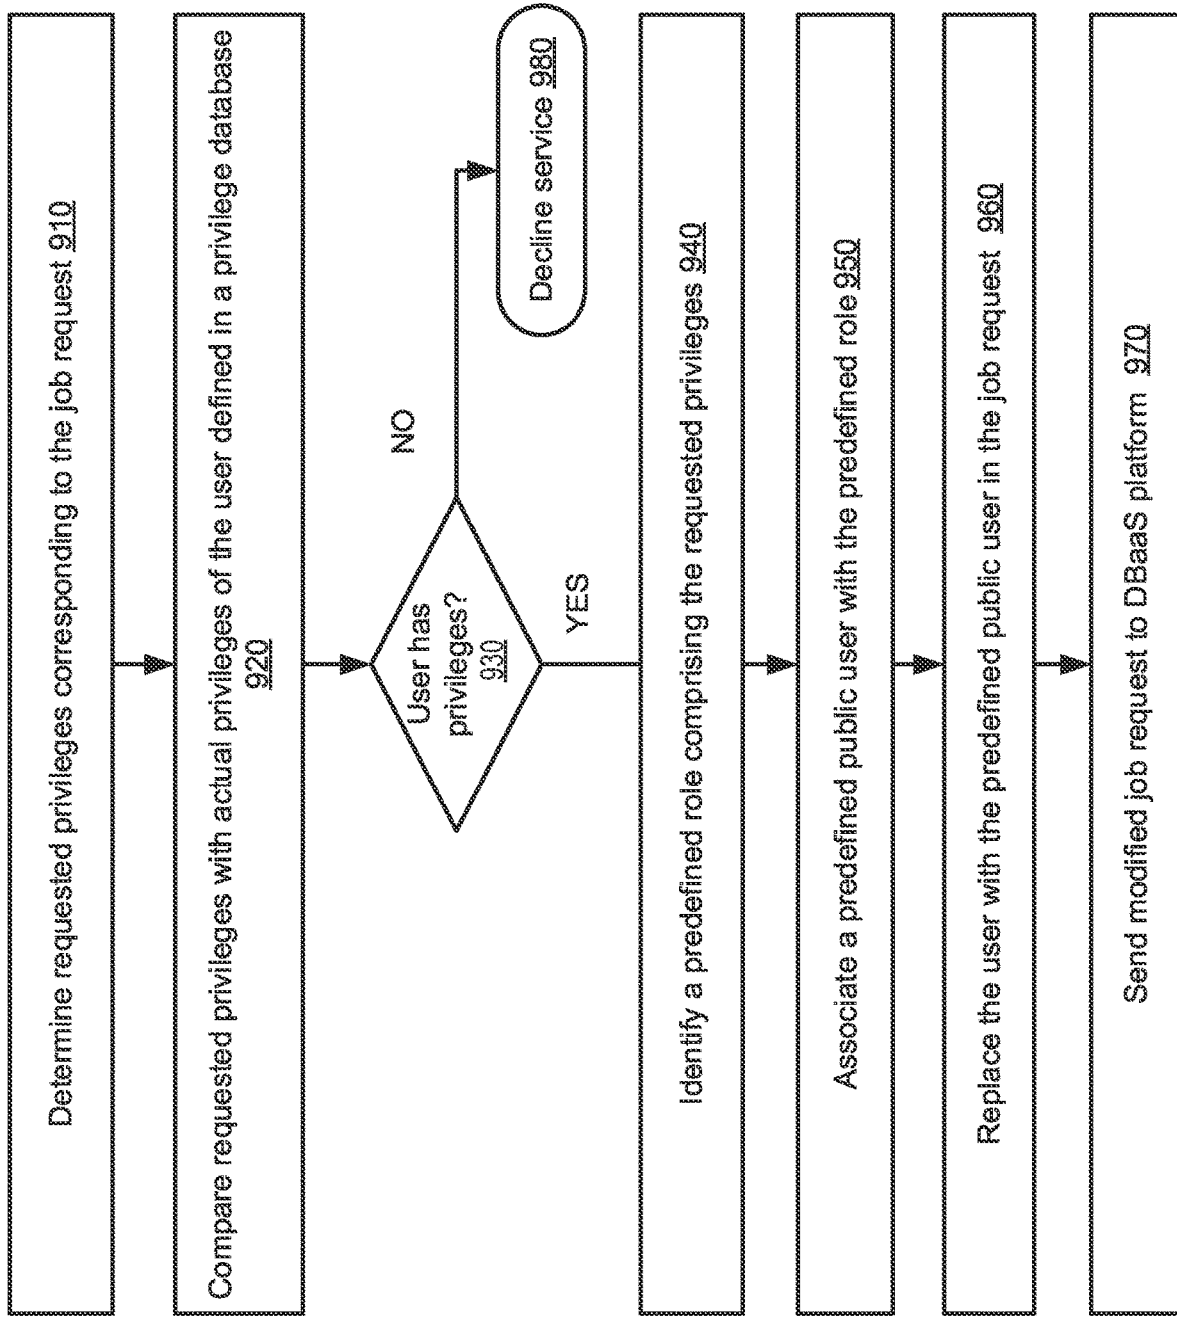 Determine requested privileges corresponding to the job request 910
Compare requested privileges with actual privileges of the user defined in a privilege database
920
User has
privileges?
930
NO
Decline service 980
YES
Identify a predefined role comprising the requested privileges 940
Associate a predefined public user with the predefined role 950
Replace the user with the predefined public user in the job request 960
Send modified job request to DBaaS platform 970